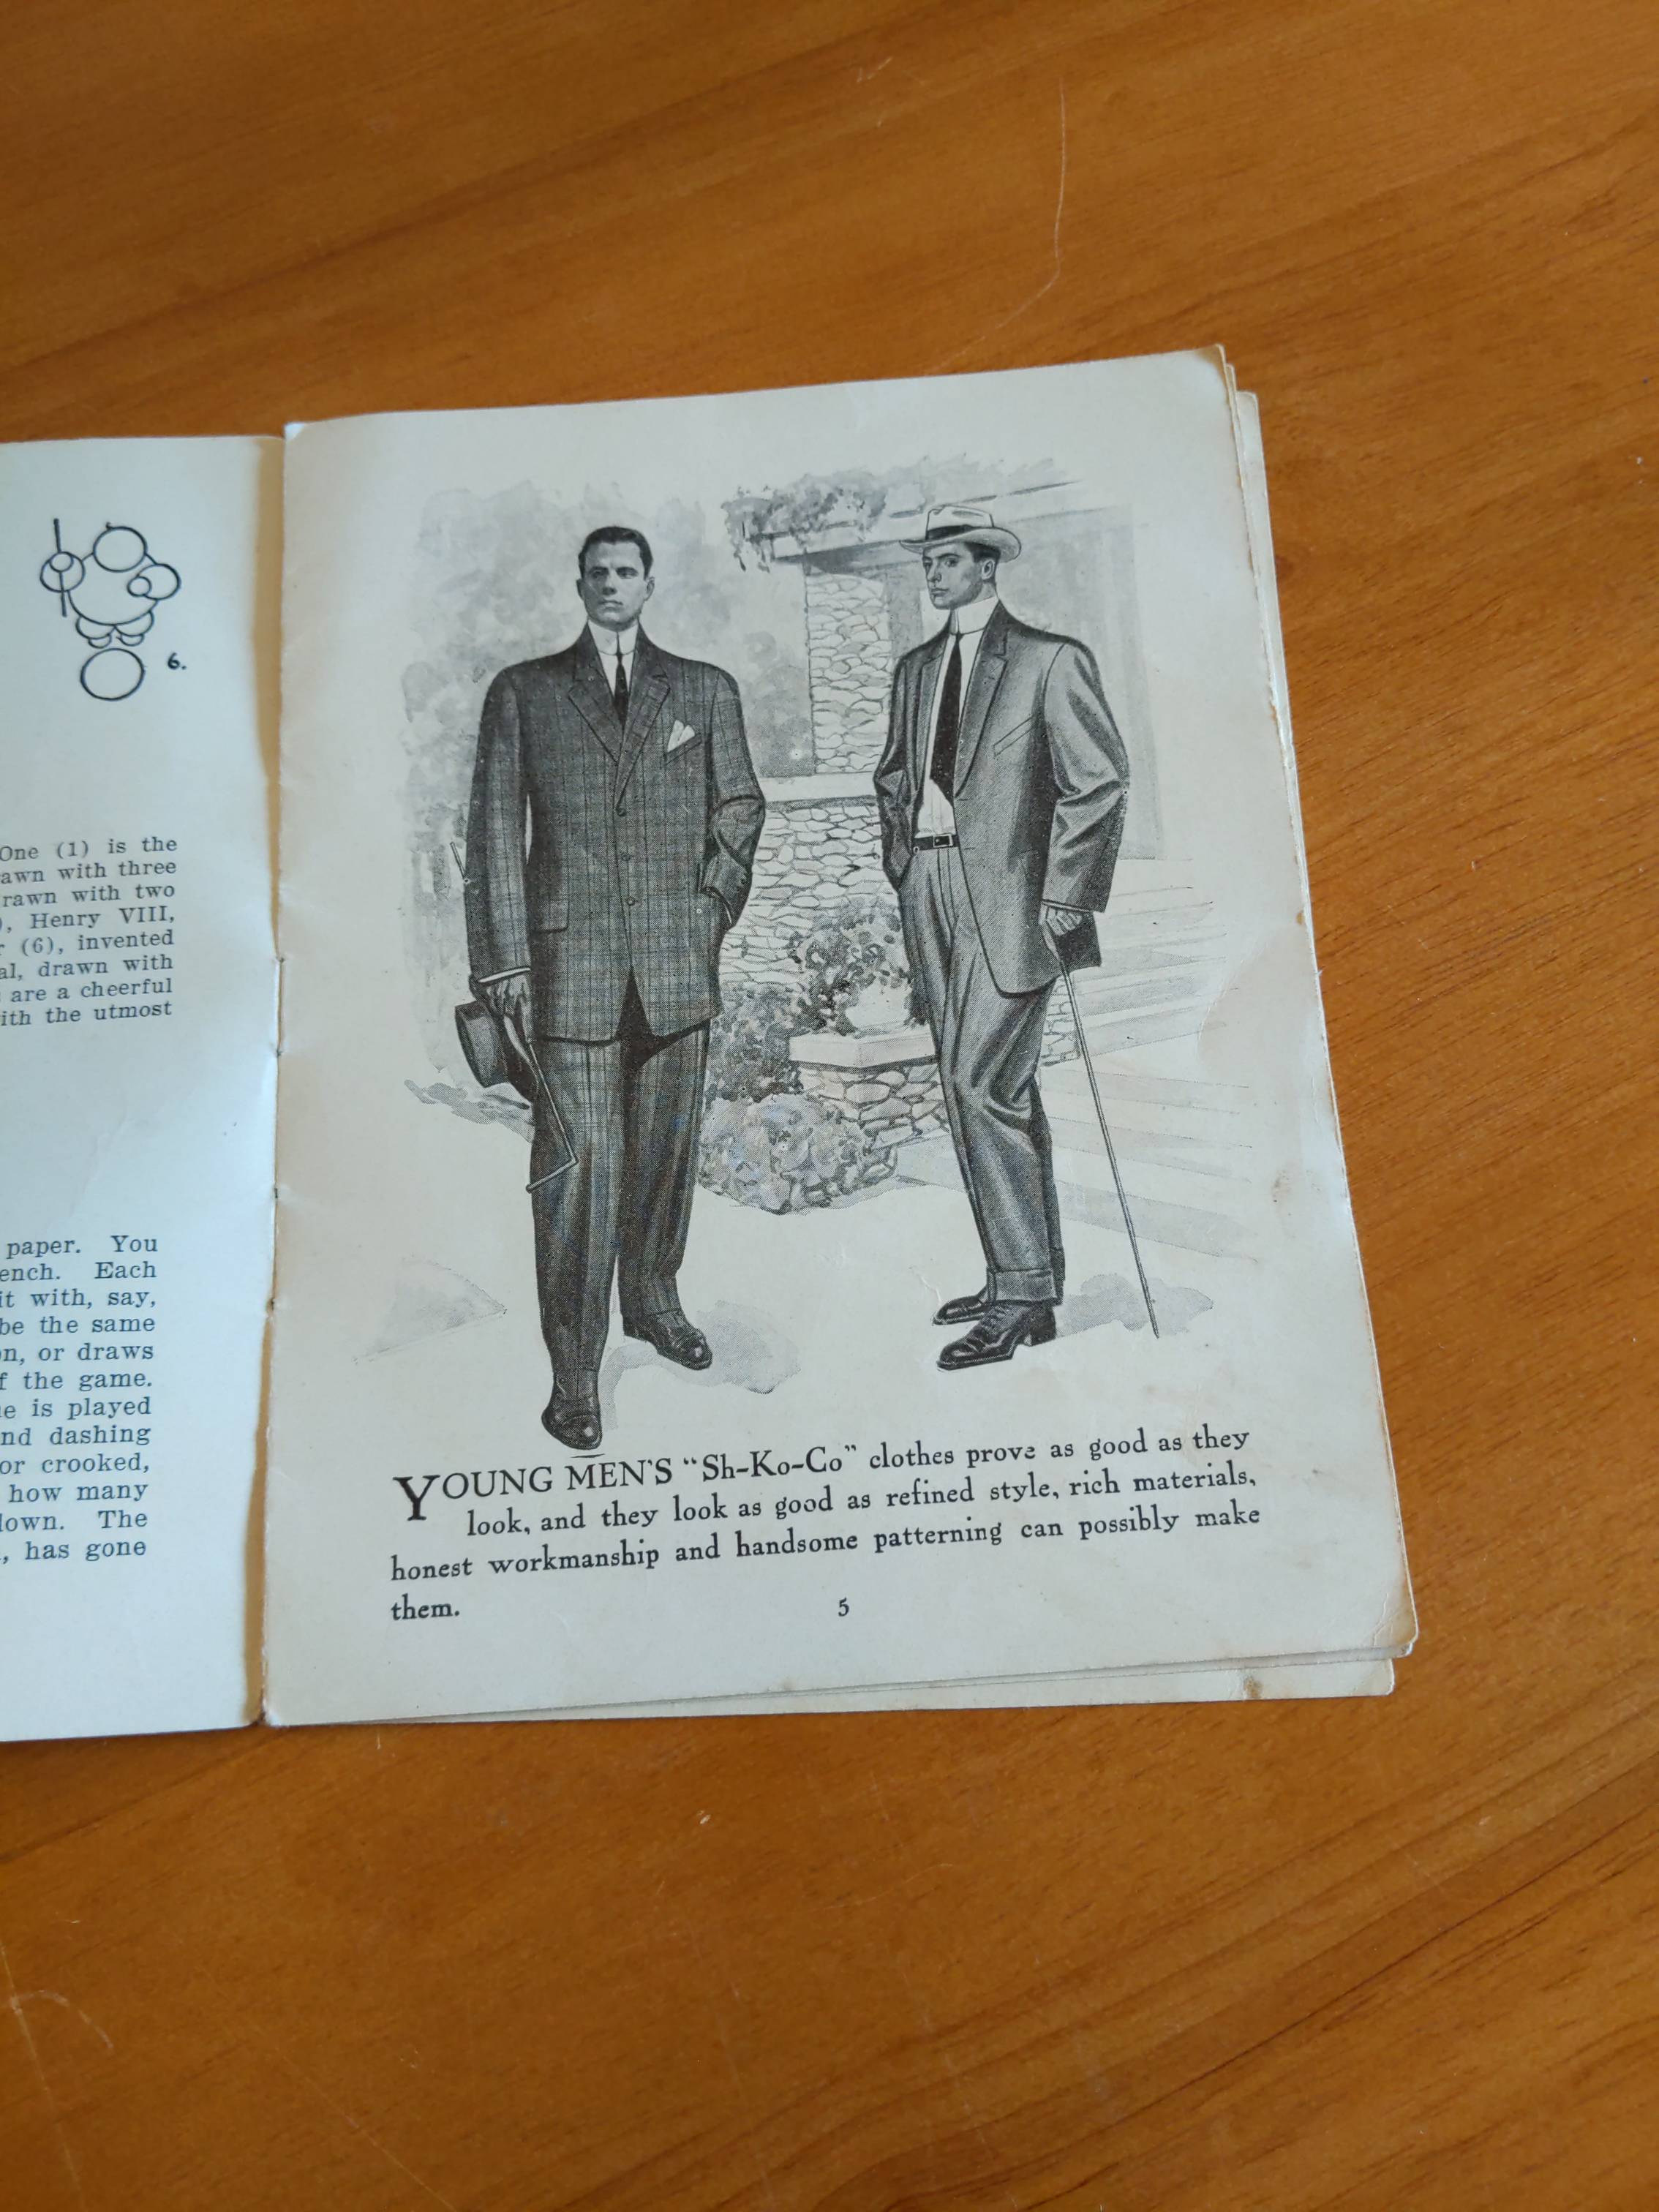 6.
One (1) is the
awn with three
rawn with two
), Henry VIII,
r (6), invented
al, drawn with
are a cheerful
ith the utmost
paper. You
ench. Each
it with, say,
be the same
on, or draws
f the game.
e is played
nd dashing
or crooked,
how many
down. The
, has gone
YOUNG MEN'S "Sh-Ko-Co" clothes prove as good as they
look, and they look as good as refined style, rich materials,
honest workmanship and handsome patterning can possibly make
them.
5